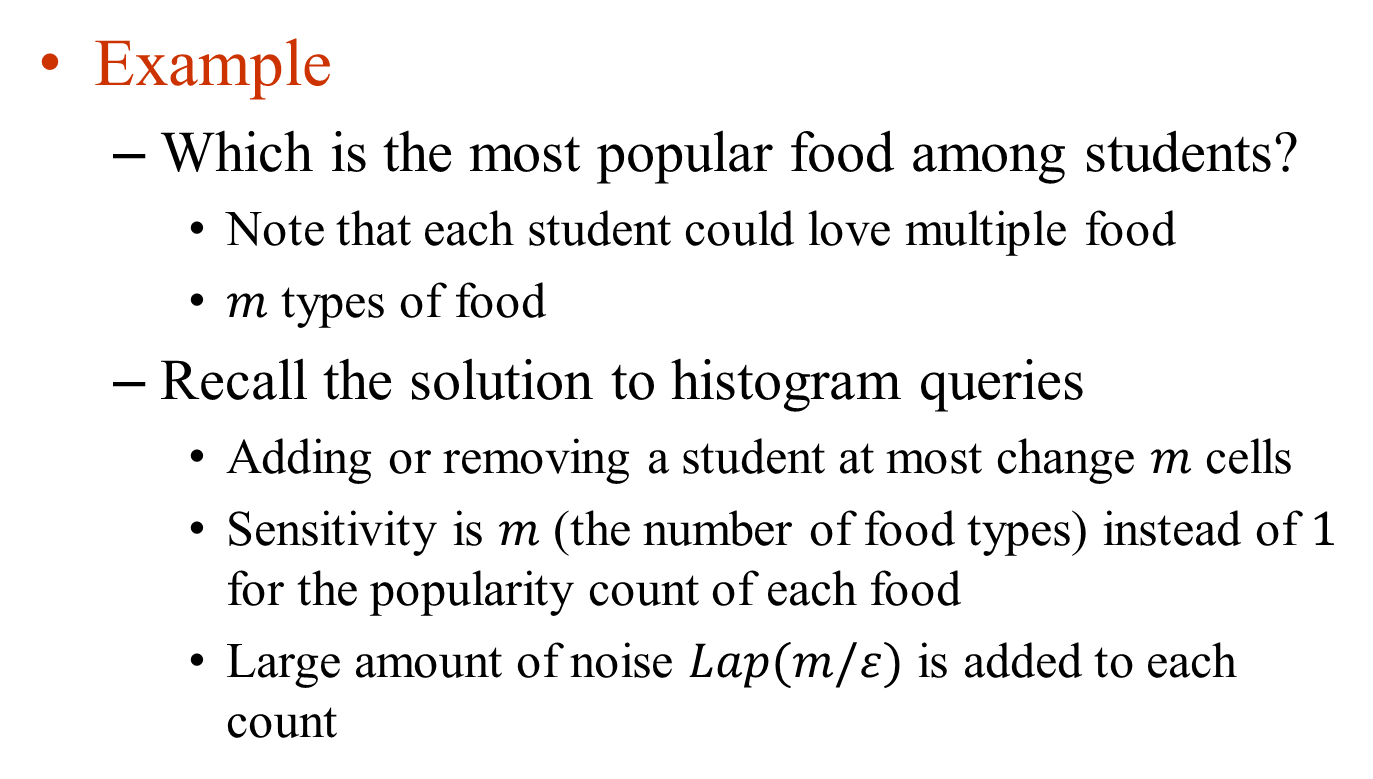 • Example
– Which is the most popular food among students?
• Note that each student could love multiple food
• 𝑚 types of food
– Recall the solution to histogram queries
• Adding or removing a student at most change 𝑚 cells
• Sensitivity is 𝑚 (the number of food types) instead of 1
for the popularity count of each food
• Large amount of noise 𝐿𝑎𝑝(𝑚/𝜀) is added to each
count